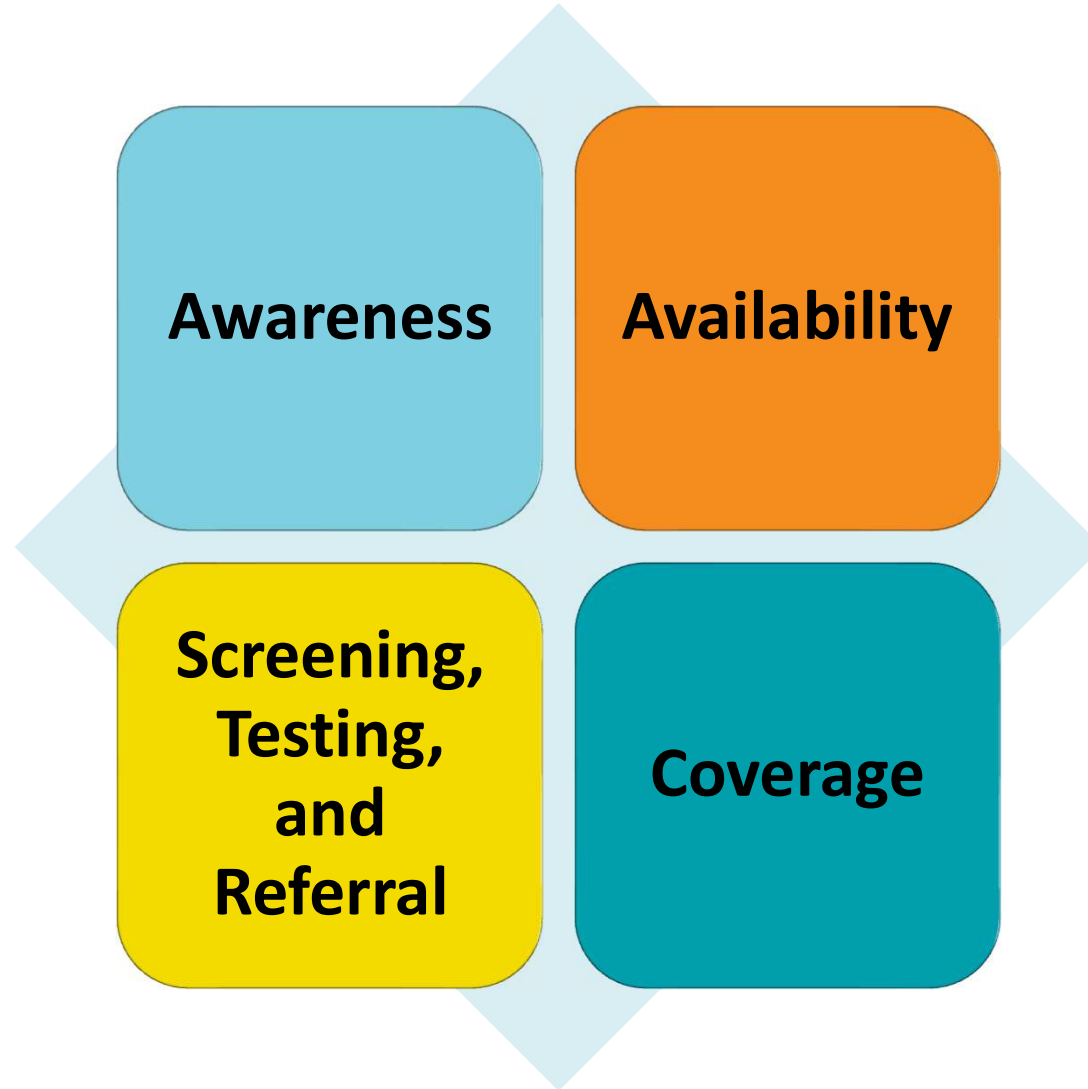 Awareness
Availability
Screening,
Testing,
and
Referral
Coverage